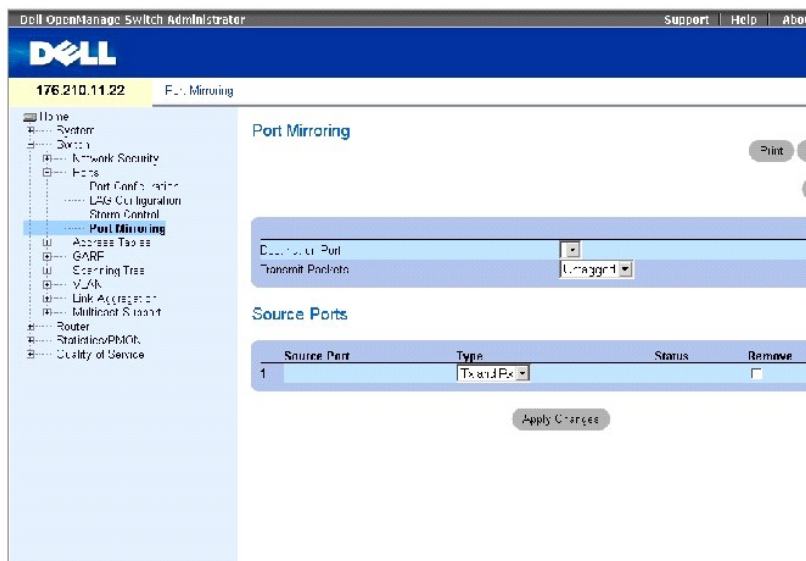 Dell OpenManage Switch Administrator
Support | Help | Abou
DELL
176.210.11.22
Port Mirroring
Home
System
Switch
Network Security
Ports
Port Configuration
LAG Configuration
Storm Control
Port Mirroring
Address Tables
GARP
Spanning Tree
VLAN
Link Aggregation
Multicast Support
Router
Statistics/RMON
Quality of Service
Port Mirroring
Print
Destination Port
Transmit Packets Untagged
Source Ports
Source Port Type Status Remove
1 Tx and Rx
Apply Changes